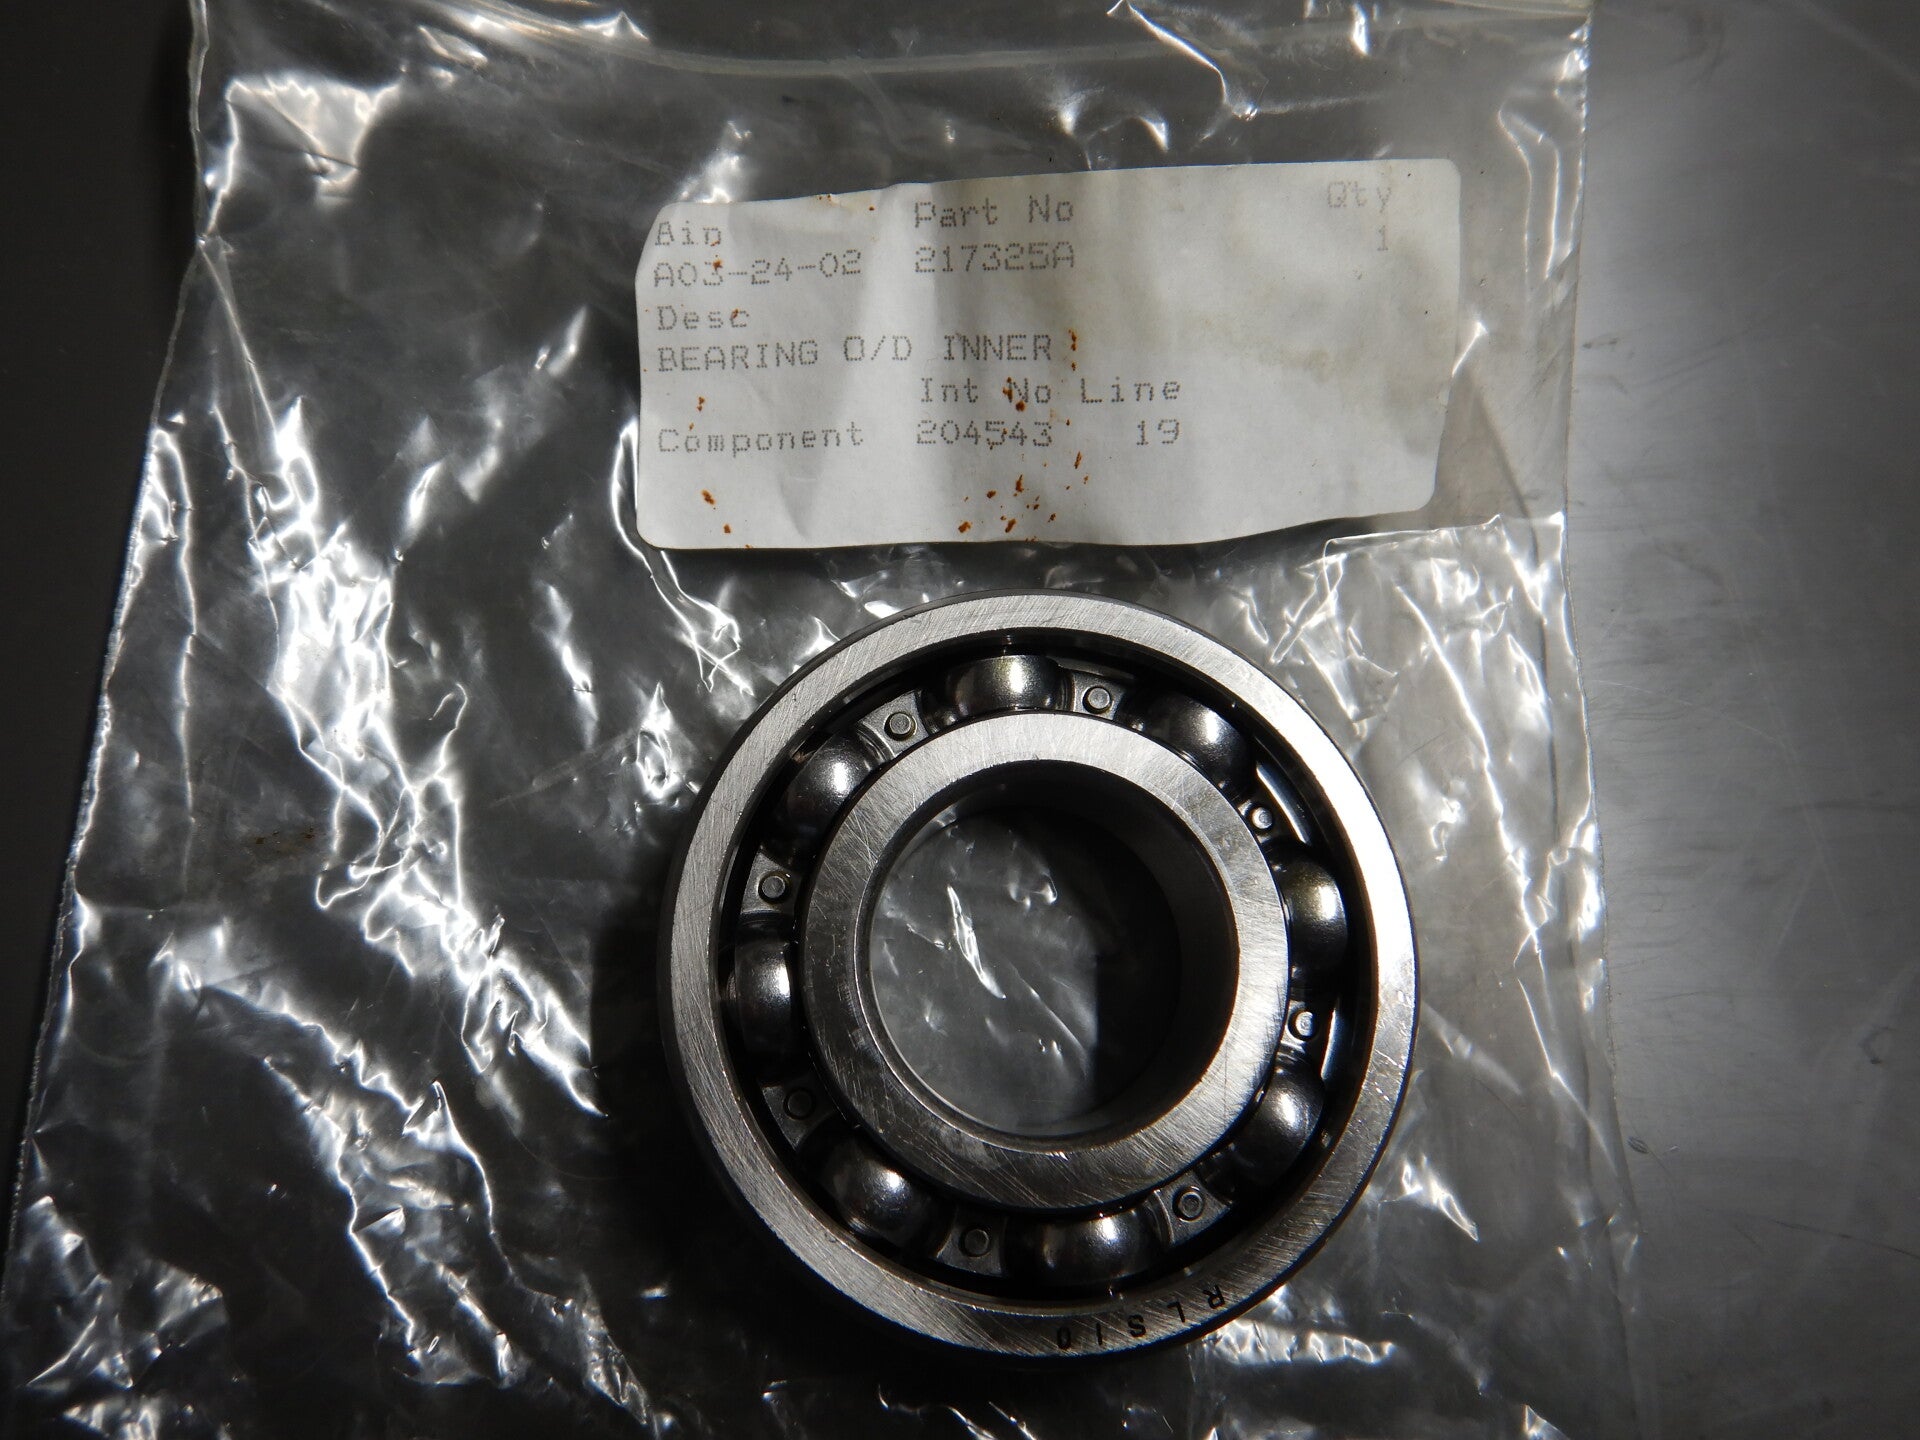 Bin Part No Qty
A03-24-02 217325A 1
Desc
BEARING O/D INNER
Int No Line
Component 204543 19
RLS10